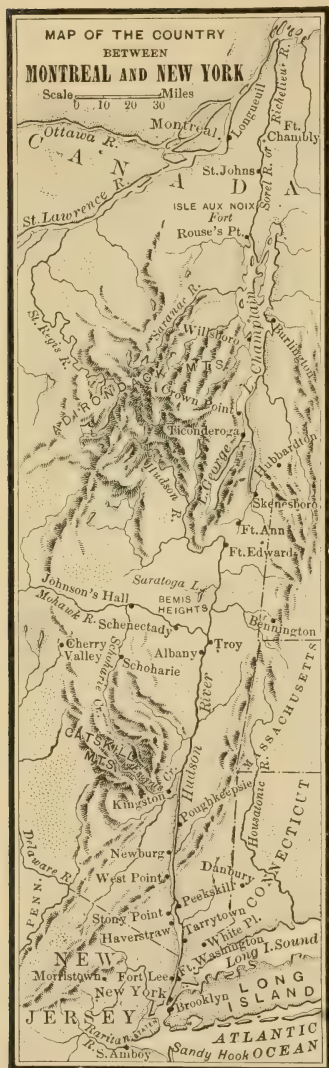 MAP OF THE COUNTRY
BETWEEN
MONTREAL AND NEW YORK
Scale Miles
0 10 20 30
Montreal
Longueuil
Sorel R. or Richelieu R.
Ottawa R.
Ft.
Chambly
CANADA
St. Johns
St. Lawrence R.
ISLE AUX NOIX
Fort
Rouse's Pt.
Saranac R.
St. Regis R.
Willsboro
L. Champlain
Burlington
ADIRONDACK MTS.
Crown Point
Ticonderoga
L. George
Hubbardton
Hudson R.
Skenesboro
Ft. Ann
Ft. Edward
Saratoga L.
Johnson's Hall
BEMIS
HEIGHTS
Mohawk R.
Schenectady
Bennington
Cherry
Valley
Albany
Troy
Schoharie Cr.
Schoharie
Hudson River
MASSACHUSETTS
CATSKILL
MTS.
Kingston
Cr.
Poughkeepsie
Housatonic R.
CONNECTICUT
Newburg
Delaware R.
Danbury
West Point
PENN.
Peekskill
Stony Point
Tarrytown
Haverstraw
White Pl.
NEW
Ft. Washington
Long I. Sound
Morristown
Fort Lee
New York
LONG
ISLAND
Brooklyn
JERSEY
STATEN
Raritan R.
ATLANTIC
S. Amboy
Sandy Hook
OCEAN